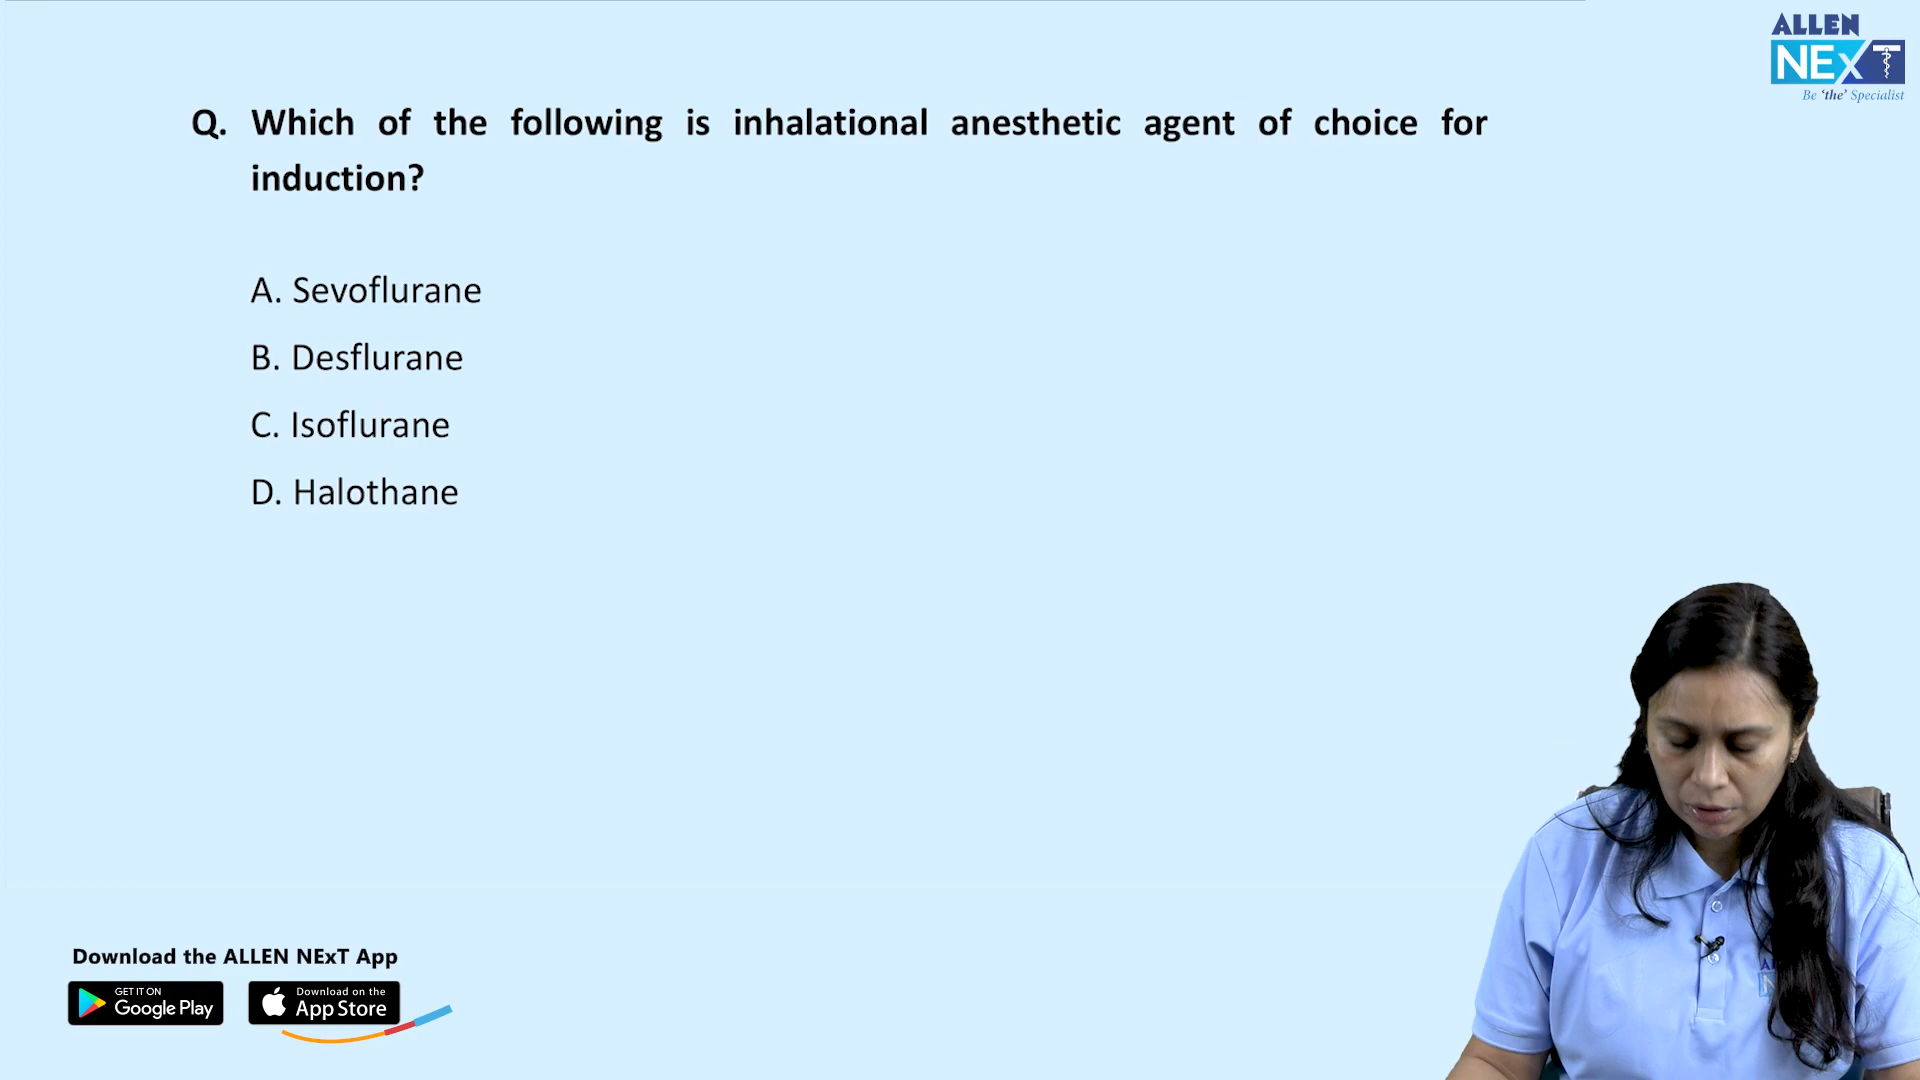 ALLEN
NExT
Be 'the' Specialist
Q. Which of the following is inhalational anesthetic agent of choice for
induction?
A. Sevoflurane
B. Desflurane
C. Isoflurane
D. Halothane
Download the ALLEN NExT App
GET IT ON
Google Play
Download on the
App Store